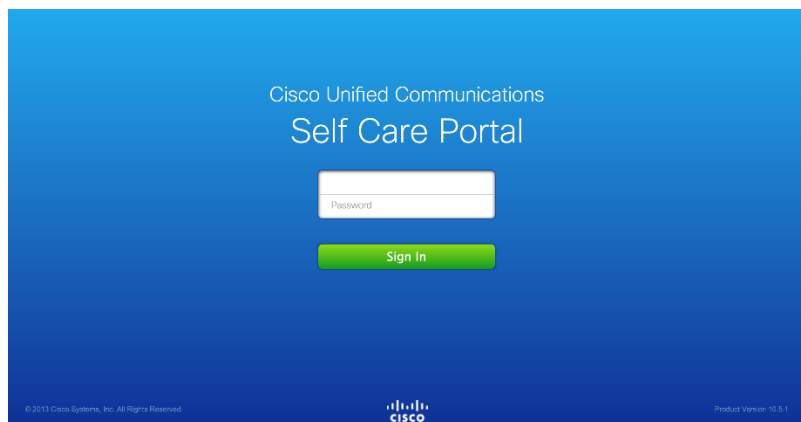 Cisco Unified Communications
Self Care Portal
Password
Sign In
© 2013 Cisco Systems, Inc. All Rights Reserved.
CISCO
Product Version 10.5.1